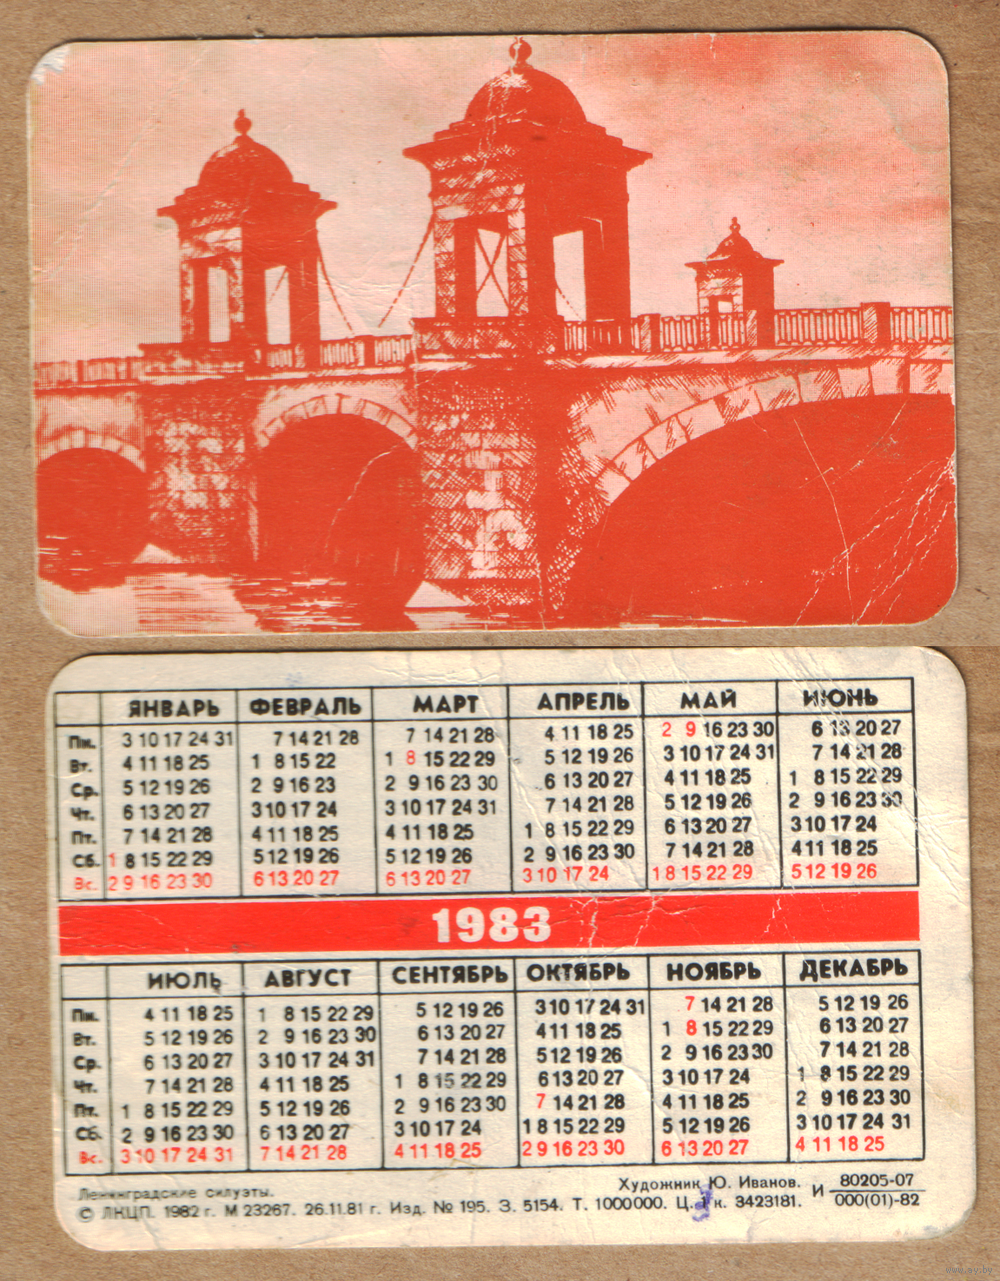 ЯНВАРЬ ФЕВРАЛЬ МАРТ АПРЕЛЬ МАЙ ИЮНЬ
Пн. 3 10 17 24 31 7 14 21 28 7 14 21 28 4 11 18 25 2 9 16 23 30 6 13 20 27
Вт. 4 11 18 25 1 8 15 22 1 8 15 22 29 5 12 19 26 3 10 17 24 31 7 14 21 28
Ср. 5 12 19 26 2 9 16 23 2 9 16 23 30 6 13 20 27 4 11 18 25 1 8 15 22 29
Чт. 6 13 20 27 3 10 17 24 3 10 17 24 31 7 14 21 28 5 12 19 26 2 9 16 23 30
Пт. 7 14 21 28 4 11 18 25 4 11 18 25 1 8 15 22 29 6 13 20 27 3 10 17 24
Сб. 1 8 15 22 29 5 12 19 26 5 12 19 26 2 9 16 23 30 7 14 21 28 4 11 18 25
Вс. 2 9 16 23 30 6 13 20 27 6 13 20 27 3 10 17 24 1 8 15 22 29 5 12 19 26
1983
ИЮЛЬ АВГУСТ СЕНТЯБРЬ ОКТЯБРЬ НОЯБРЬ ДЕКАБРЬ
Пн. 4 11 18 25 1 8 15 22 29 5 12 19 26 3 10 17 24 31 7 14 21 28 5 12 19 26
Вт. 5 12 19 26 2 9 16 23 30 6 13 20 27 4 11 18 25 1 8 15 22 29 6 13 20 27
Ср. 6 13 20 27 3 10 17 24 31 7 14 21 28 5 12 19 26 2 9 16 23 30 7 14 21 28
Чт. 7 14 21 28 4 11 18 25 1 8 15 22 29 6 13 20 27 3 10 17 24 1 8 15 22 29
Пт. 1 8 15 22 29 5 12 19 26 2 9 16 23 30 7 14 21 28 4 11 18 25 2 9 16 23 30
Сб. 2 9 16 23 30 6 13 20 27 3 10 17 24 1 8 15 22 29 5 12 19 26 3 10 17 24 31
Вс. 3 10 17 24 31 7 14 21 28 4 11 18 25 2 9 16 23 30 6 13 20 27 4 11 18 25
Ленинградские силуэты. Художник Ю. Иванов.
© ЛКЦП. 1982 г. М 23267. 26.11.81 г. Изд. № 195. З. 5154. Т. 1000000. Ц. к. 3423181.
И 80205-07
000(01)-82